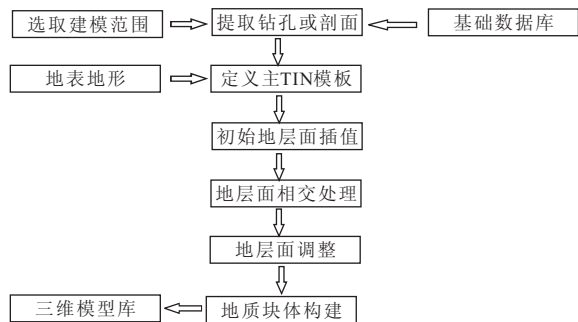 选取建模范围
提取钻孔或剖面
基础数据库
地表地形
定义主TIN模板
初始地层面插值
地层面相交处理
地层面调整
三维模型库
地质块体构建